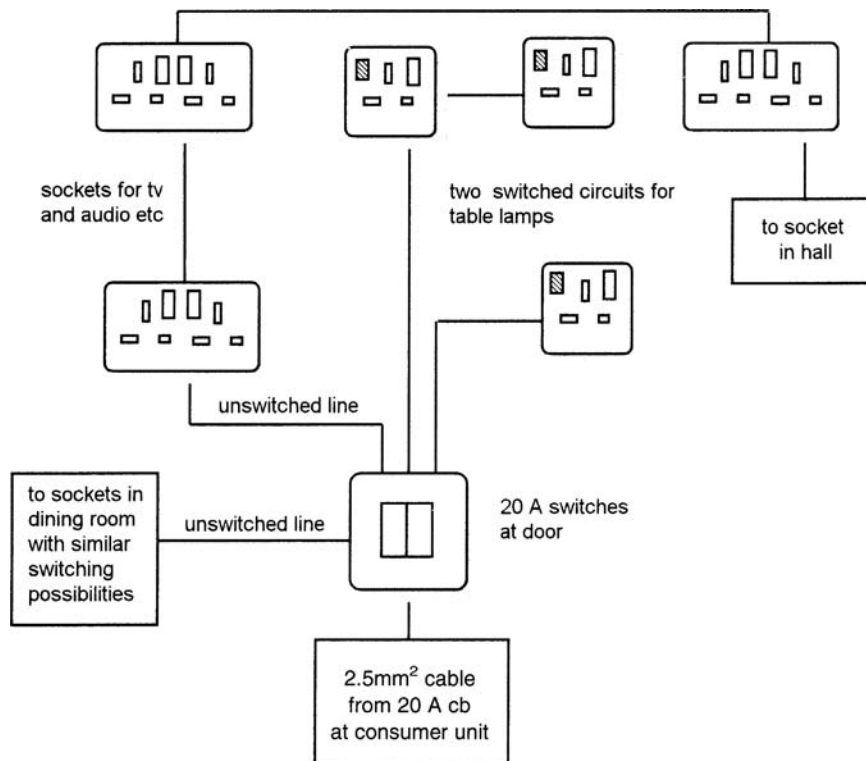 sockets for tv
and audio etc
two switched circuits for
table lamps
to socket
in hall
unswitched line
to sockets in
dining room
with similar
switching
possibilities
unswitched line
20 A switches
at door
2.5mm² cable
from 20 A cb
at consumer unit